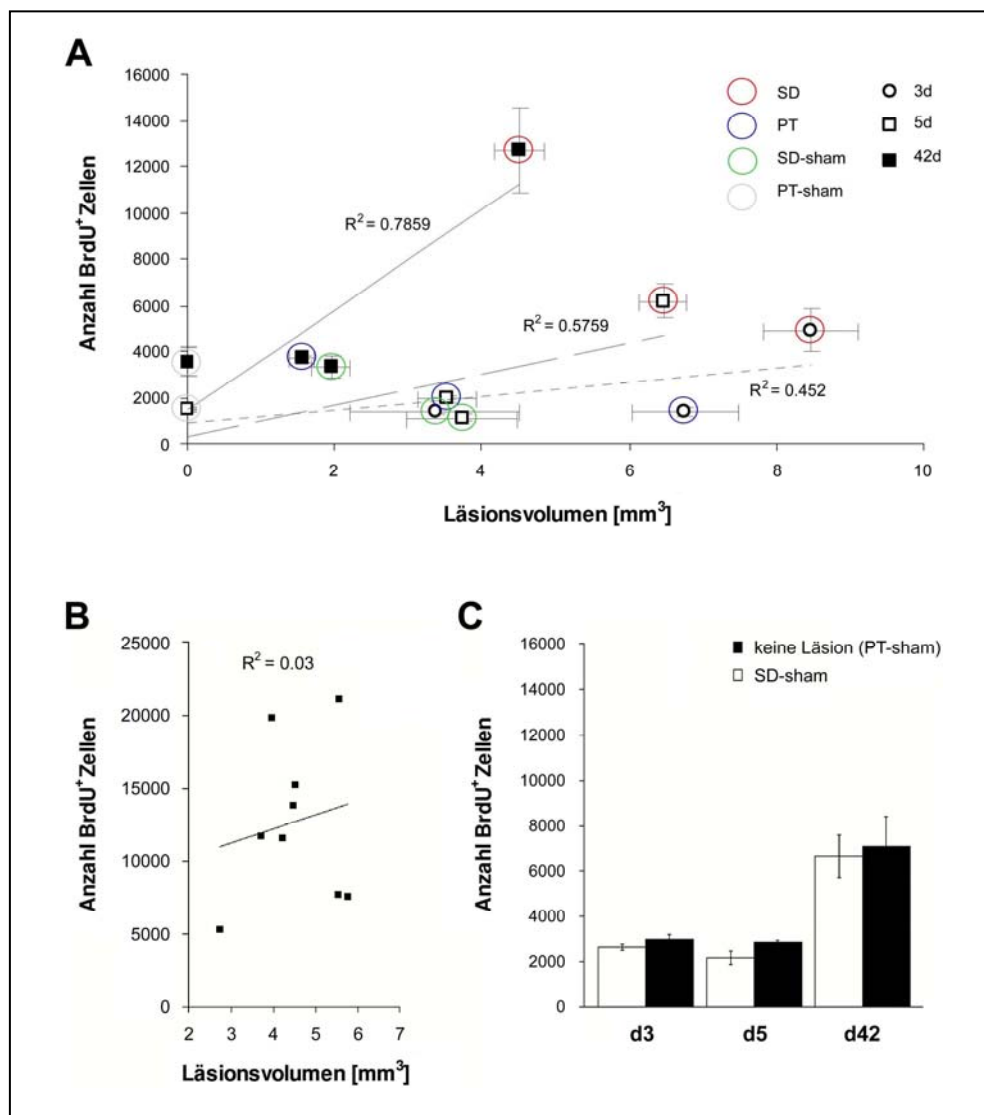 A
16000
14000
12000
10000
8000
6000
4000
2000
0
Anzahl BrdU⁺Zellen
0 2 4 6 8 10
Läsionsvolumen [mm³]
R² = 0.7859
R² = 0.5759
R² = 0.452
SD 3d
PT 5d
SD-sham 42d
PT-sham
B
25000
20000
15000
10000
5000
0
Anzahl BrdU⁺Zellen
R² = 0.03
2 3 4 5 6 7
Läsionsvolumen [mm³]
C
16000
14000
12000
10000
8000
6000
4000
2000
0
Anzahl BrdU⁺Zellen
keine Läsion (PT-sham)
SD-sham
d3 d5 d42